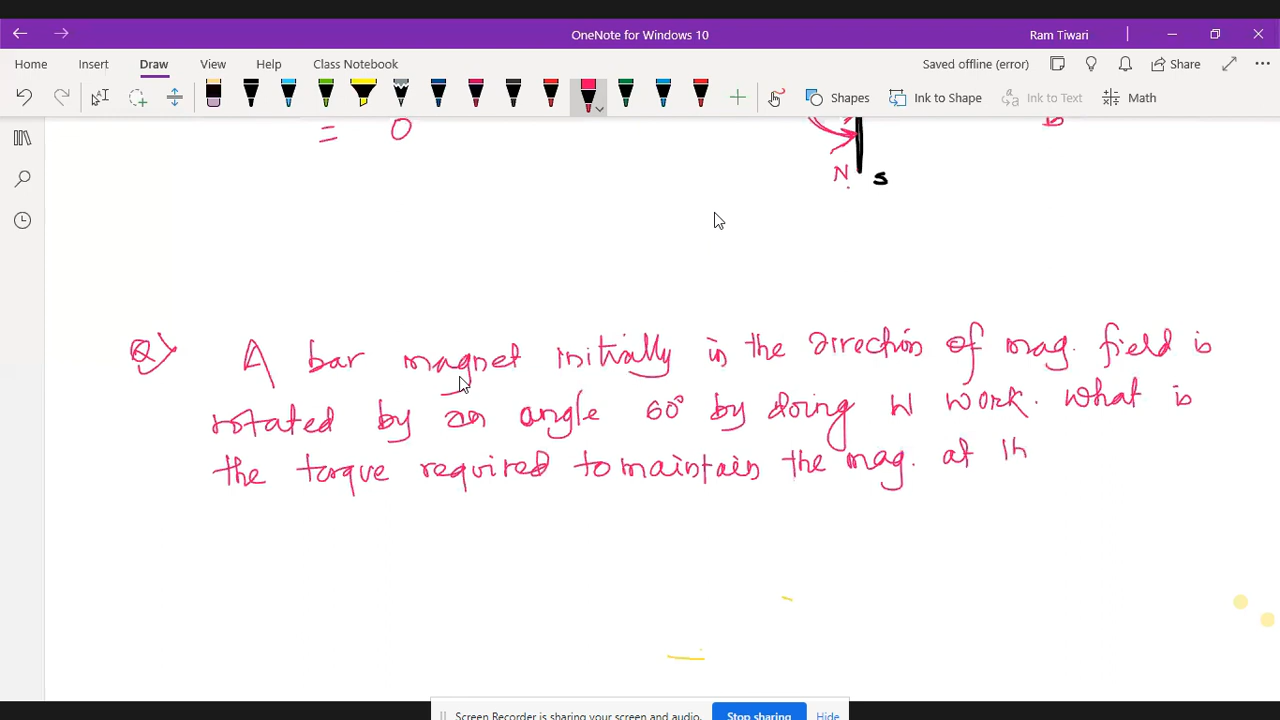 OneNote for Windows 10
Ram Tiwari
Home Insert Draw View Help Class Notebook
Saved offline (error) Share
Shapes Ink to Shape Ink to Text Math
= 0
B
N S
Q) A bar magnet initially in the direction of mag. field is
rotated by an angle 60° by doing W work. What is
the torque required to maintain the mag. at th
Screen Recorder is sharing your screen and audio. Stop sharing Hide